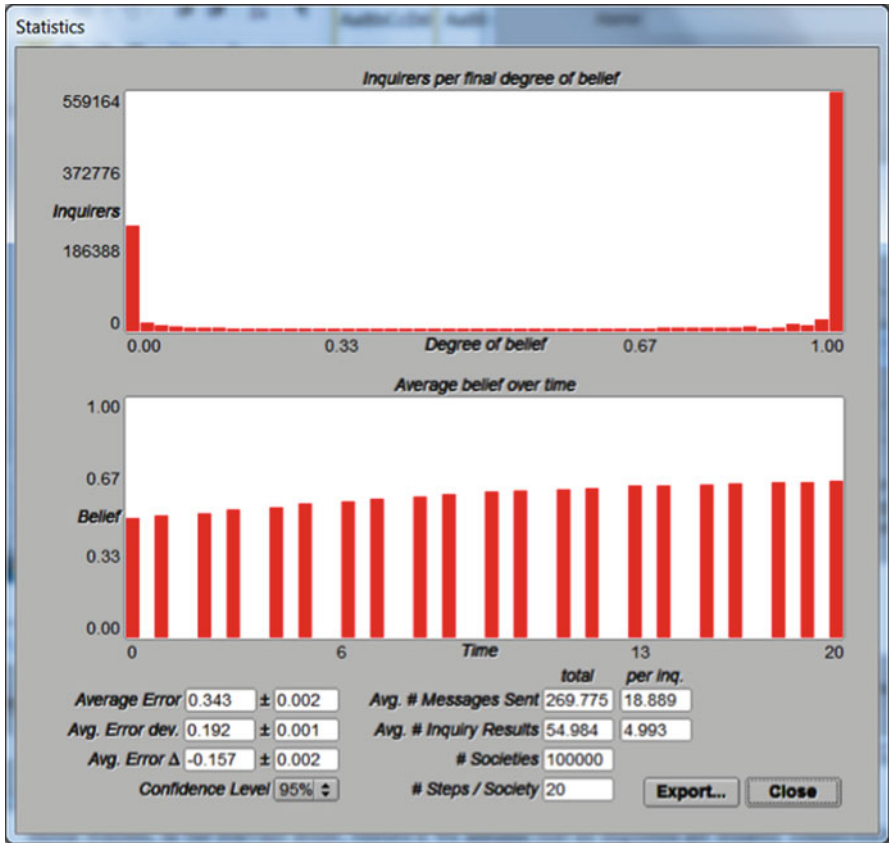 Statistics
Inquirers per final degree of belief
559164
372776
Inquirers
186388
0
0.00 0.33 Degree of belief 0.67 1.00
Average belief over time
1.00
0.67
Belief
0.33
0.00
0 6 Time 13 20
total per inq.
Average Error 0.343 ± 0.002 Avg. # Messages Sent 269.775 18.889
Avg. Error dev. 0.192 ± 0.001 Avg. # Inquiry Results 54.984 4.993
Avg. Error Δ -0.157 ± 0.002 # Societies 100000
Confidence Level 95% # Steps / Society 20 Export... Close